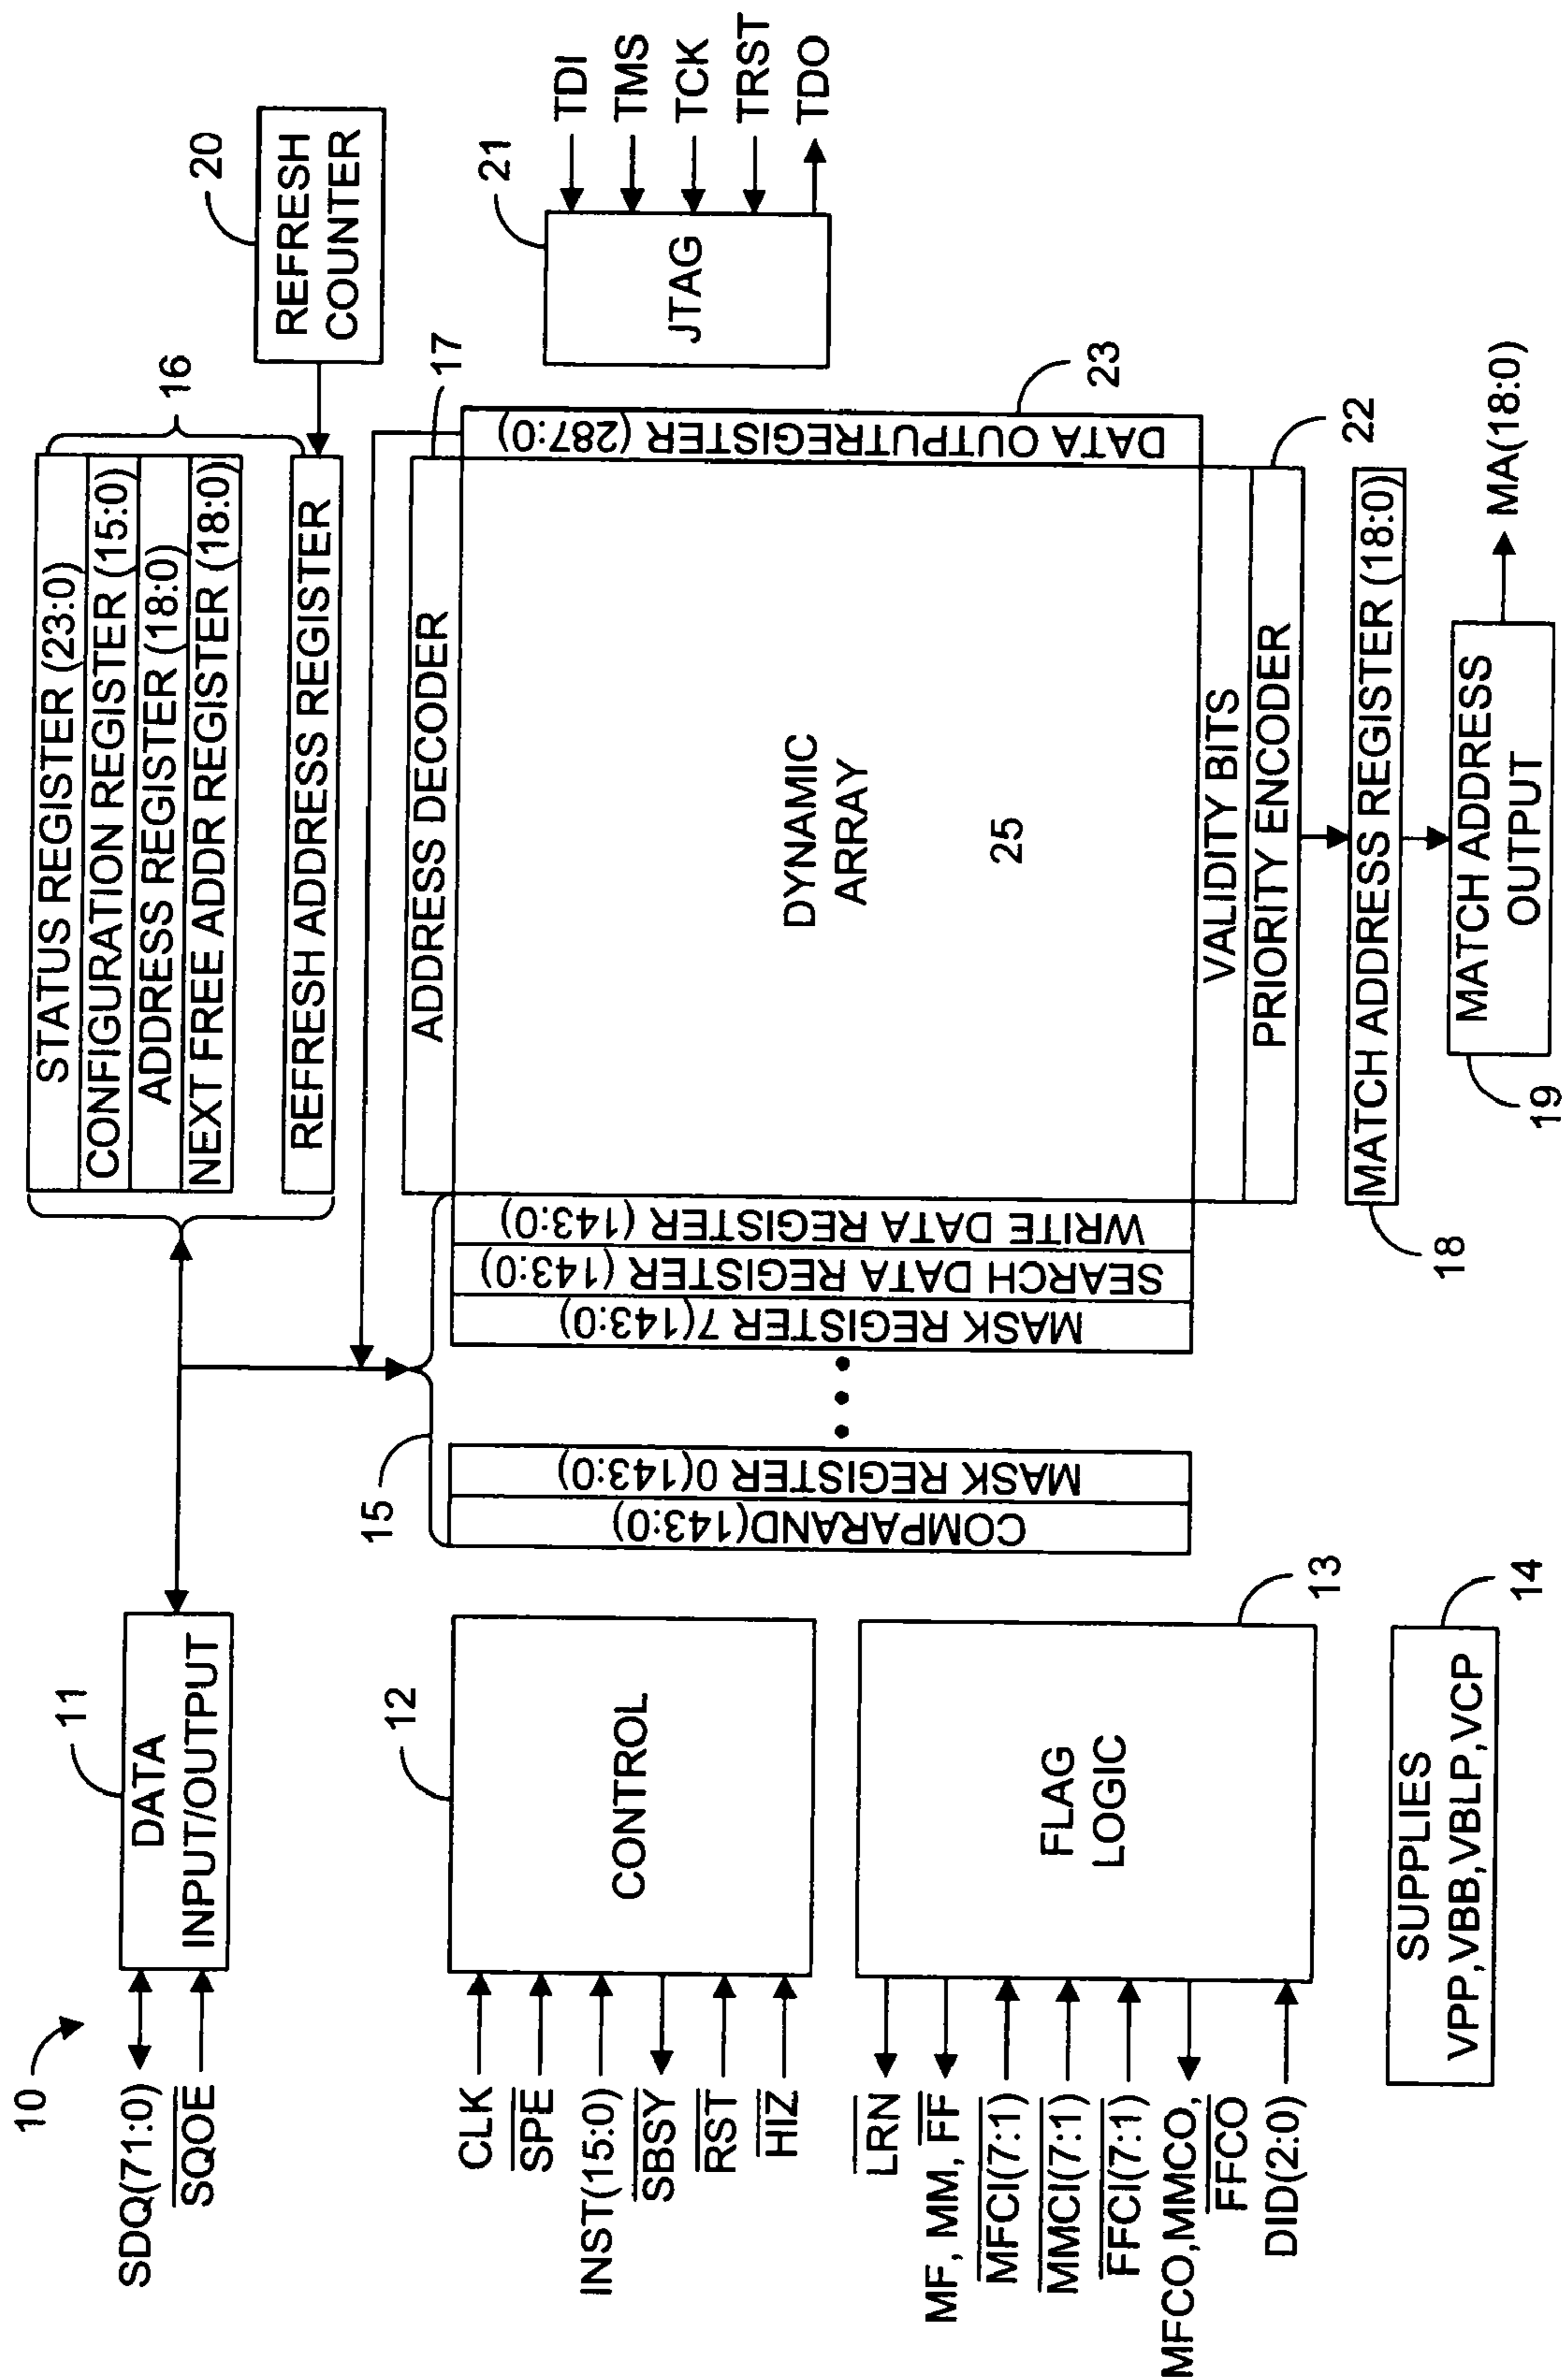 10
SDQ(71:0)
SQOE
11
DATA
INPUT/OUTPUT
CLK
SPE
INST(15:0)
SBSY
RST
HIZ
12
CONTROL
LRN
MF, MM, FF
MFCI(7:1)
MMCI(7:1)
FFCI(7:1)
MFCO,MMCO,
FFCO
DID(2:0)
FLAG
LOGIC
13
SUPPLIES
VPP,VBB,VBLP,VCP
14
15
COMPARAND(143:0)
MASK REGISTER 0(143:0)
MASK REGISTER 7(143:0)
SEARCH DATA REGISTER (143:0)
WRITE DATA REGISTER (143:0)
STATUS REGISTER (23:0)
CONFIGURATION REGISTER (15:0)
ADDRESS REGISTER (18:0)
NEXT FREE ADDR REGISTER (18:0)
REFRESH ADDRESS REGISTER
16
20
REFRESH
COUNTER
ADDRESS DECODER
17
DYNAMIC
ARRAY
25
DATA OUTPUTREGISTER (287:0)
23
VALIDITY BITS
PRIORITY ENCODER
22
MATCH ADDRESS REGISTER (18:0)
18
MATCH ADDRESS
OUTPUT
19
MA(18:0)
21
JTAG
TDI
TMS
TCK
TRST
TDO